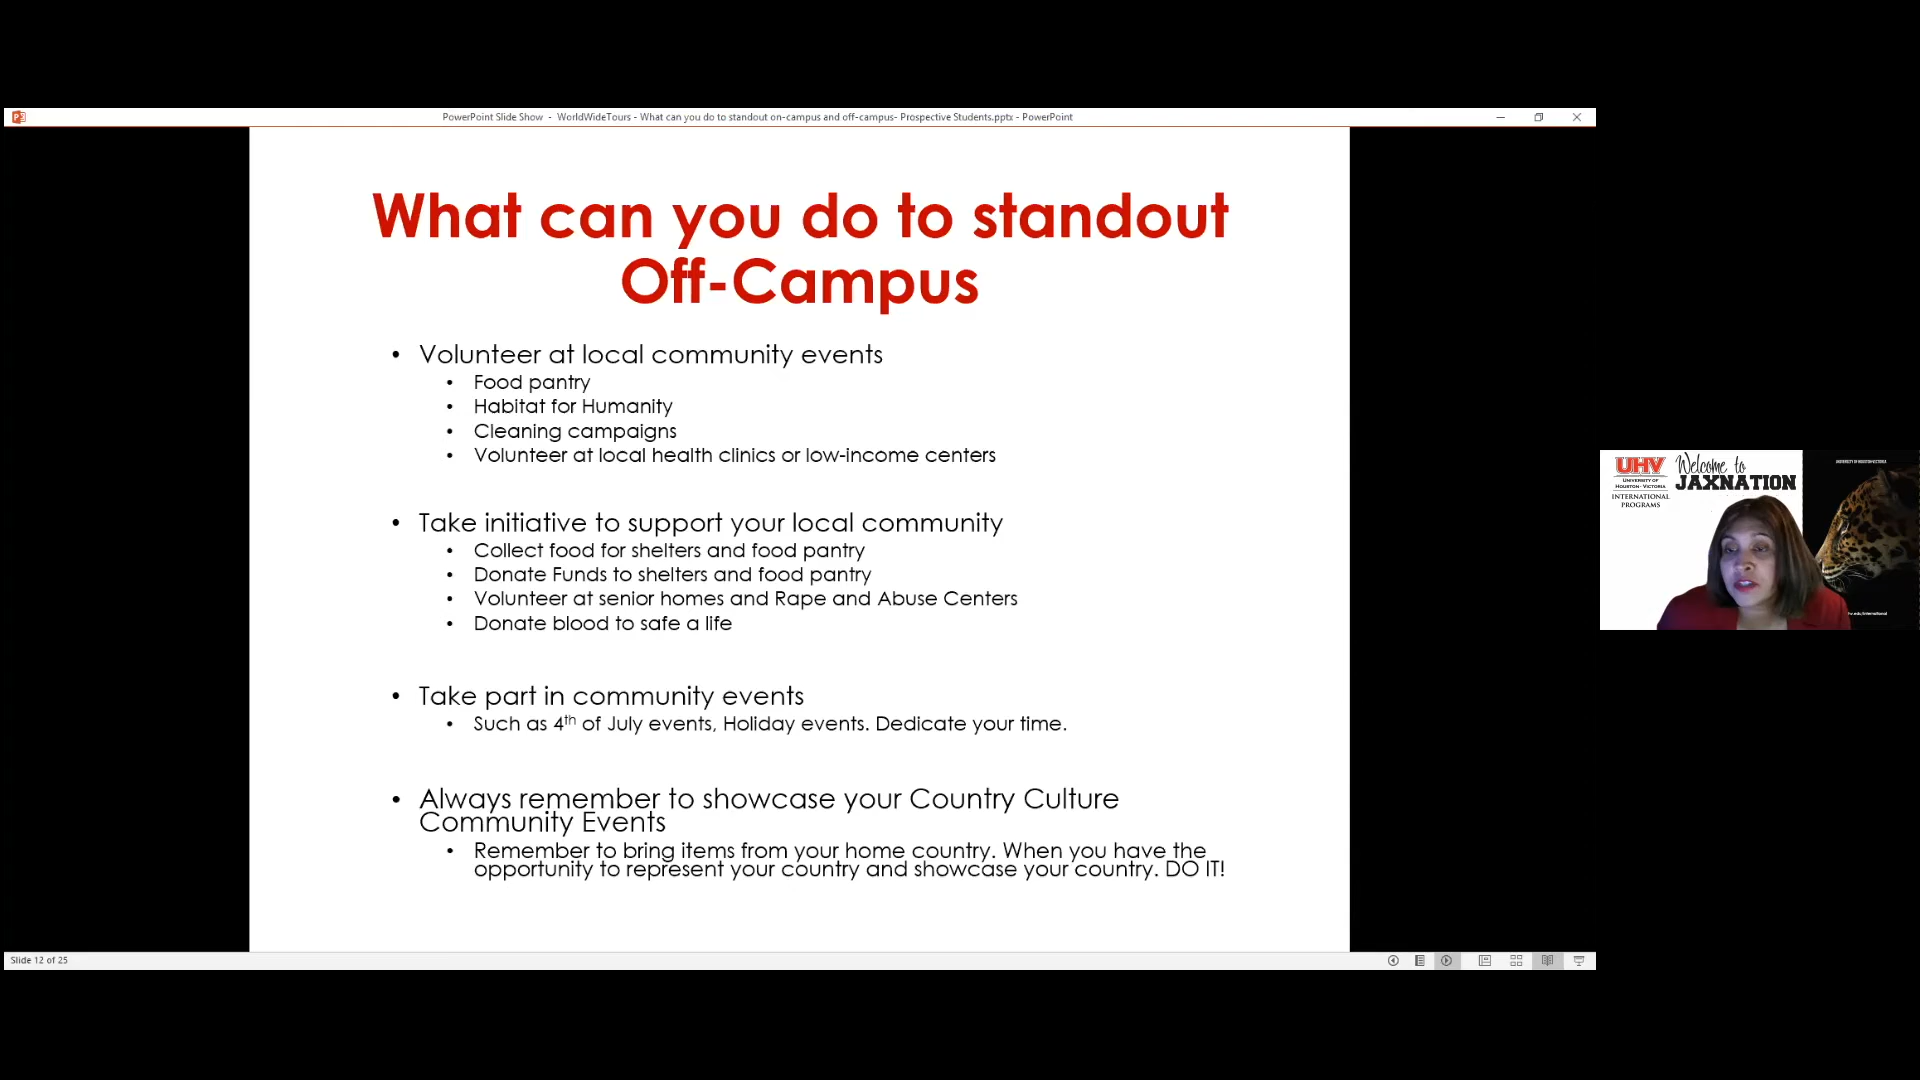 PowerPoint Slide Show - WorldWideTours - What can you do to standout on-campus and off-campus- Prospective Students.pptx - PowerPoint
What can you do to standout
Off-Campus
• Volunteer at local community events
• Food pantry
• Habitat for Humanity
• Cleaning campaigns
• Volunteer at local health clinics or low-income centers
• Take initiative to support your local community
• Collect food for shelters and food pantry
• Donate Funds to shelters and food pantry
• Volunteer at senior homes and Rape and Abuse Centers
• Donate blood to safe a life
• Take part in community events
• Such as 4th of July events, Holiday events. Dedicate your time.
• Always remember to showcase your Country Culture
Community Events
• Remember to bring items from your home country. When you have the
opportunity to represent your country and showcase your country. DO IT!
Slide 12 of 25
UHV
UNIVERSITY OF
HOUSTON-VICTORIA
INTERNATIONAL
PROGRAMS
Welcome to
JAXNATION
UNIVERSITY OF HOUSTON-VICTORIA